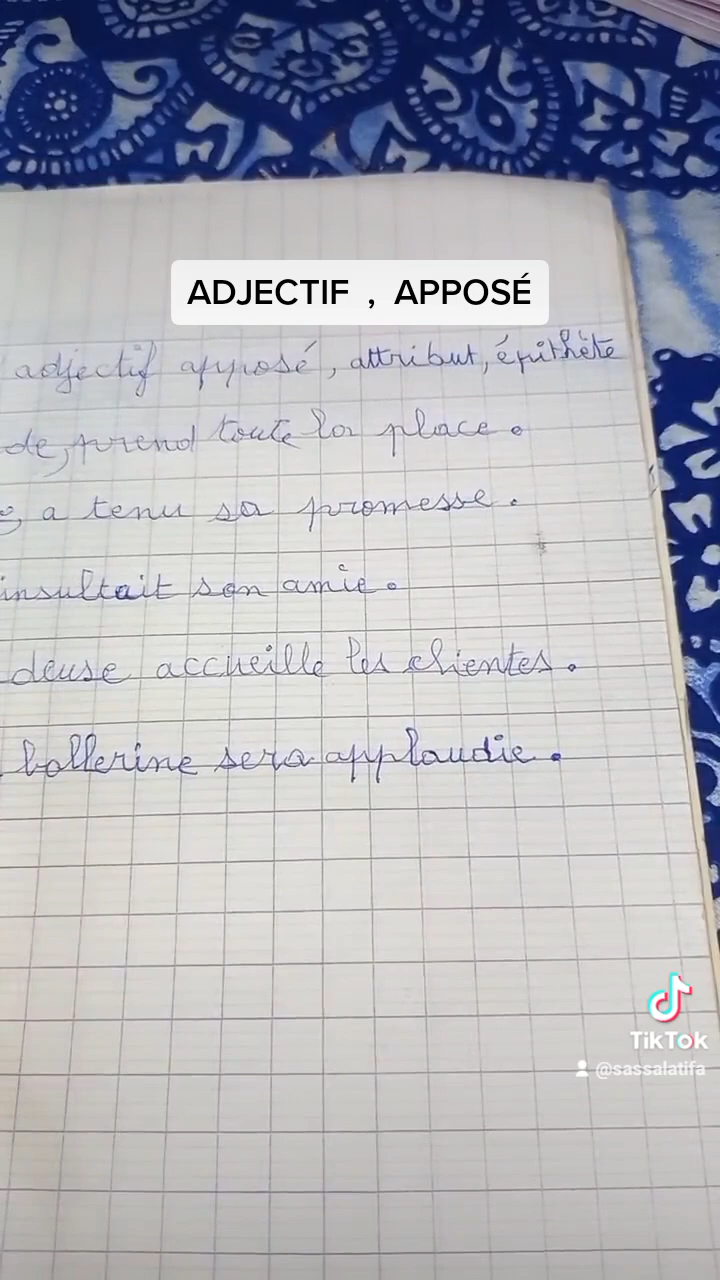 ADJECTIF , APPOSÉ
adjectif apposé, attribut, épithète
de, prend toute la place.
a tenu sa promesse.
insultait son amie.
deuse accueille les clientes.
ballerine sera applaudie.
TikTok
@sassalatifa